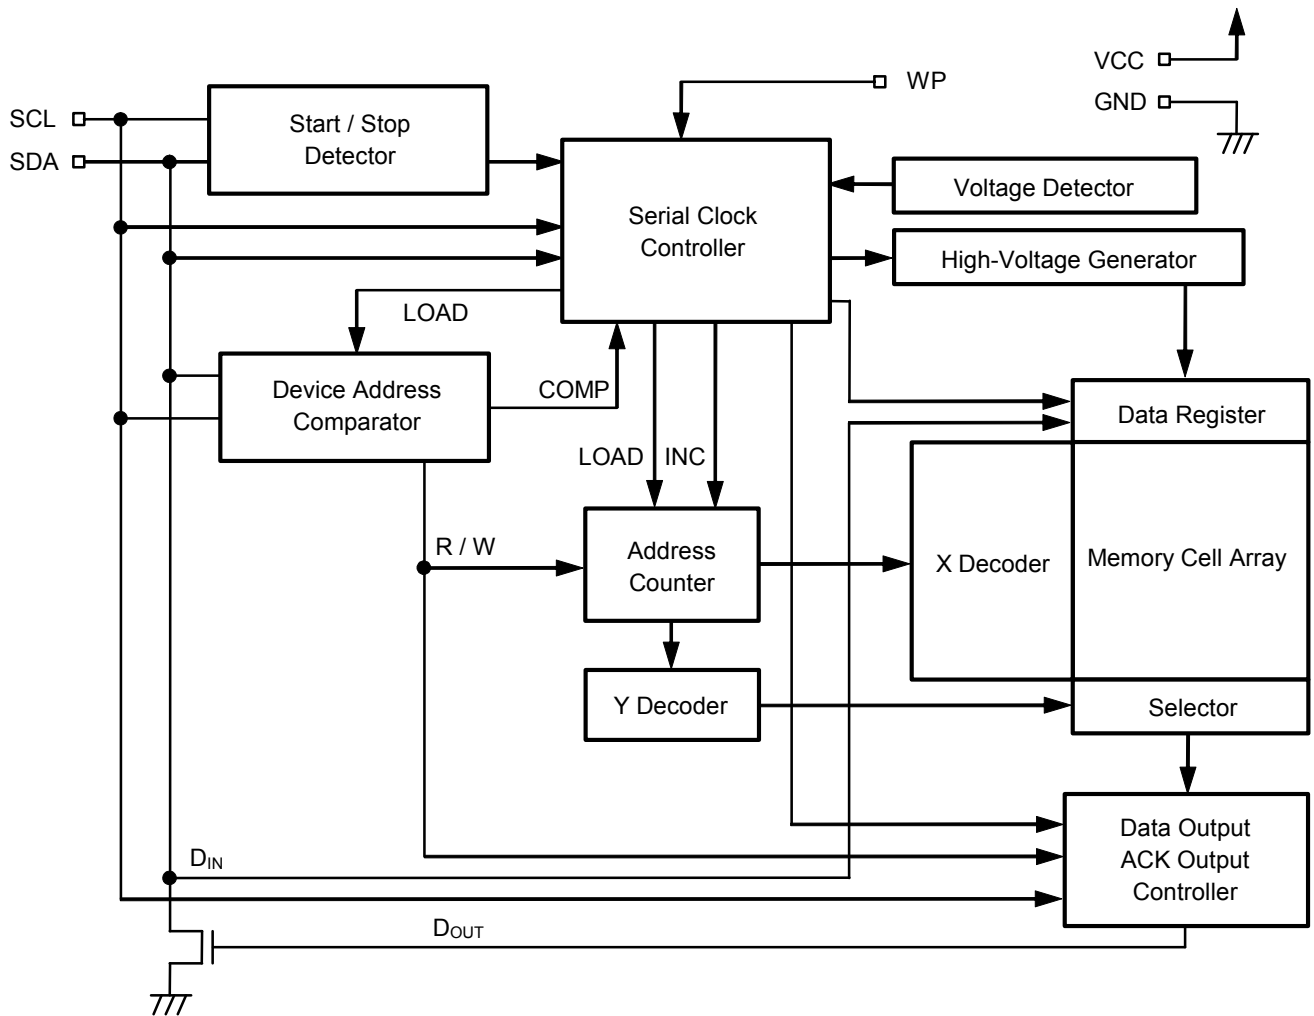 SCL
SDA
Start / Stop
Detector
WP
VCC
GND
Serial Clock
Controller
Voltage Detector
High-Voltage Generator
LOAD
Device Address
Comparator
COMP
LOAD INC
Data Register
R / W
Address
Counter
X Decoder
Memory Cell Array
Y Decoder
Selector
Data Output
ACK Output
Controller
DIN
DOUT